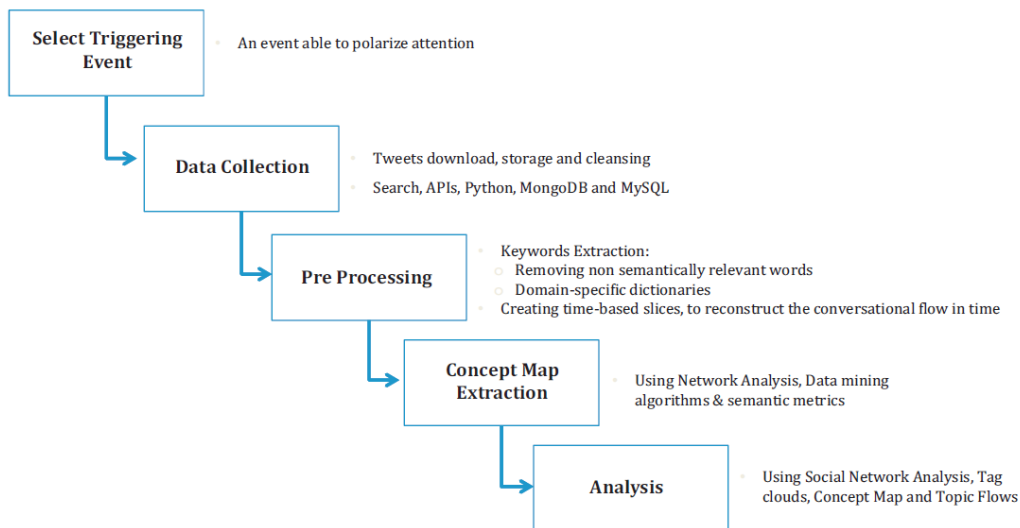 Select Triggering
Event
An event able to polarize attention
Data Collection
Tweets download, storage and cleansing
Search, APIs, Python, MongoDB and MySQL
Pre Processing
Keywords Extraction:
Removing non semantically relevant words
Domain-specific dictionaries
Creating time-based slices, to reconstruct the conversational flow in time
Concept Map
Extraction
Using Network Analysis, Data mining
algorithms & semantic metrics
Analysis
Using Social Network Analysis, Tag
clouds, Concept Map and Topic Flows